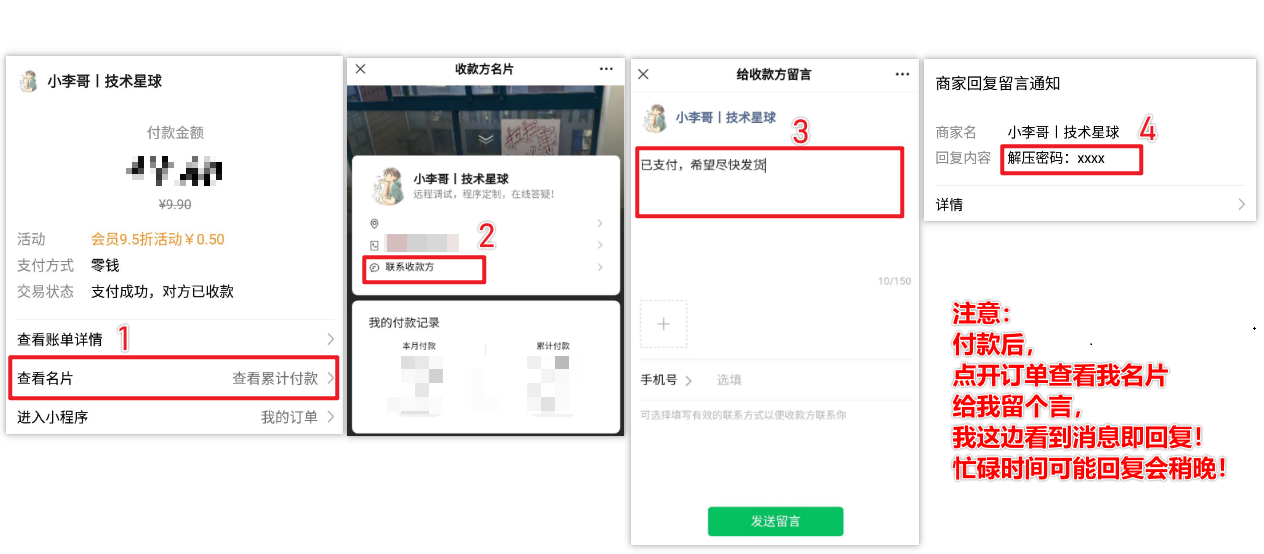 小李哥丨技术星球
付款金额
¥9.90
活动 会员9.5折活动￥0.50
支付方式 零钱
交易状态 支付成功，对方已收款
查看账单详情 1
查看名片 查看累计付款
进入小程序 我的订单
收款方名片
小李哥丨技术星球
远程调试，程序定制，在线答疑！
2
联系收款方
我的付款记录
本月付款 累计付款
给收款方留言
小李哥丨技术星球
3
已支付，希望尽快发货
10/150
手机号 选填
可选择填写有效的联系方式以便收款方联系你
发送留言
商家回复留言通知
商家名 小李哥丨技术星球 4
回复内容 解压密码：xxxx
详情
注意：
付款后，
点开订单查看我名片
给我留个言，
我这边看到消息即回复！
忙碌时间可能回复会稍晚！